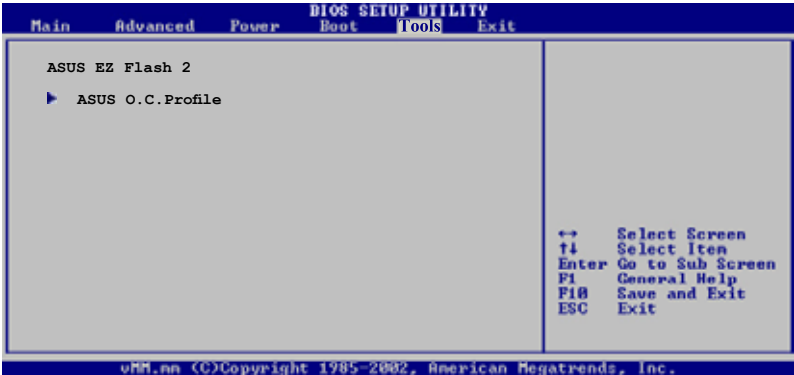 BIOS SETUP UTILITY
Main Advanced Power Boot Tools Exit
ASUS EZ Flash 2
ASUS O.C.Profile
↔ Select Screen
↑↓ Select Item
Enter Go to Sub Screen
F1 General Help
F10 Save and Exit
ESC Exit
vMM.mm (C)Copyright 1985-2002, American Megatrends, Inc.